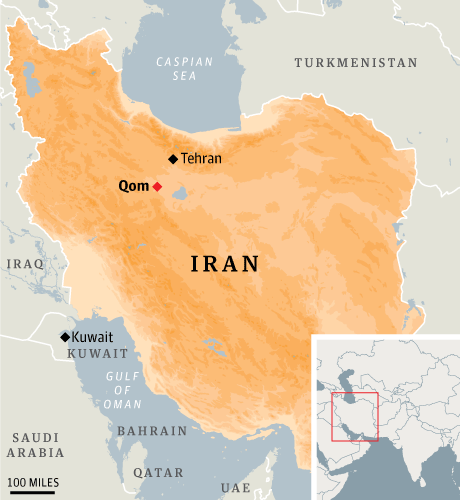 CASPIAN
SEA
TURKMENISTAN
Tehran
Qom
IRAN
IRAQ
Kuwait
KUWAIT
GULF
OF
OMAN
BAHRAIN
SAUDI
ARABIA
QATAR
UAE
100 MILES